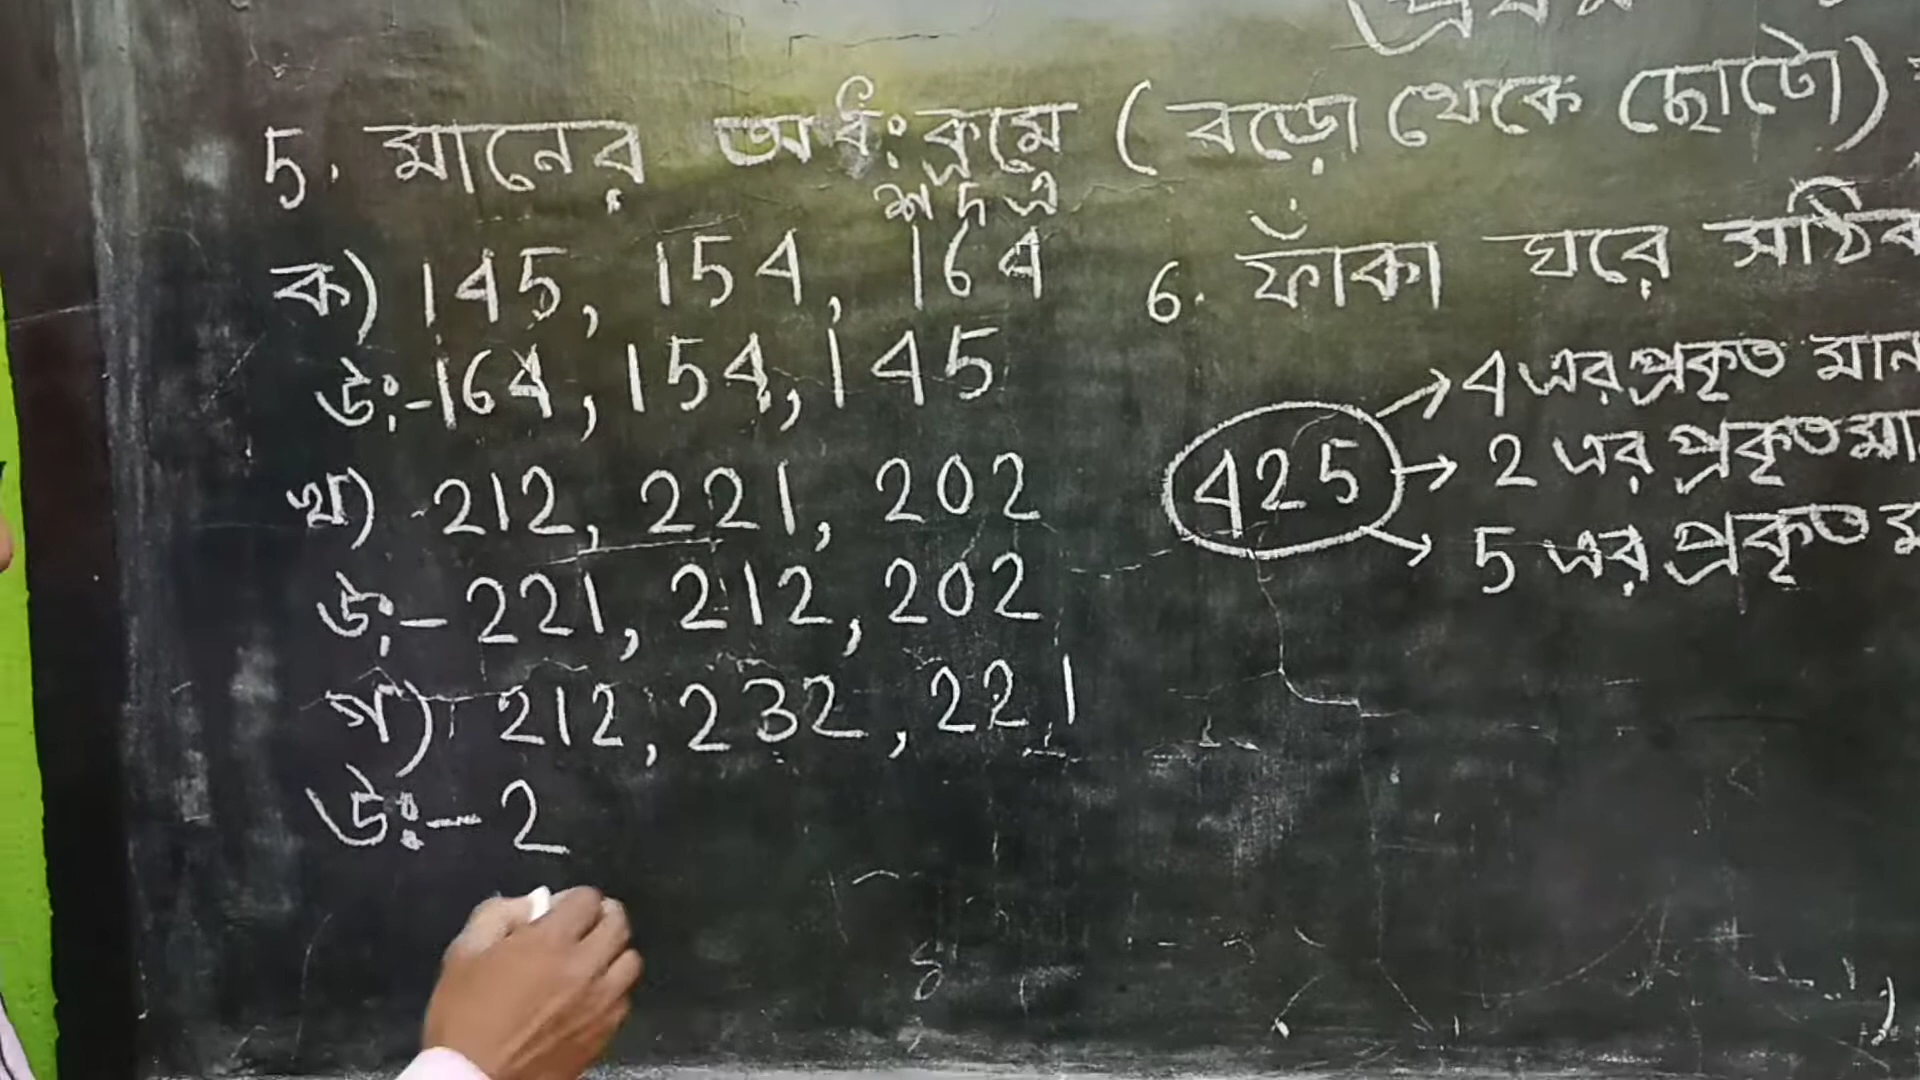 5. মানের অধঃক্রমে (বড়ো থেকে ছোটো)
শ দ এ
ক) 145, 154, 164
উঃ-164, 154, 145
খ) 212, 221, 202
উঃ- 221, 212, 202
গ) 212, 232, 221
উঃ- 2
6. ফাঁকা ঘরে সঠিক
425
4 এর প্রকৃত মান
2 এর প্রকৃত
5 এর প্রকৃত